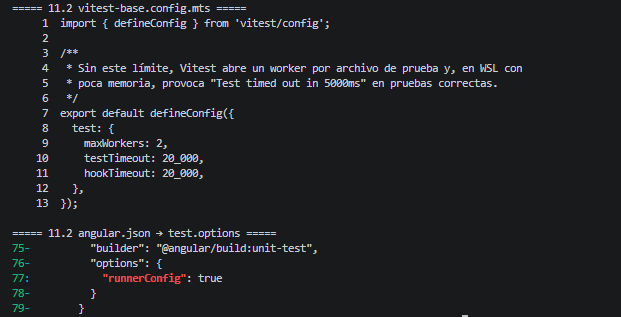 ===== 11.2 vitest-base.config.mts =====
1 import { defineConfig } from 'vitest/config';
2
3 /**
4  * Sin este límite, Vitest abre un worker por archivo de prueba y, en WSL con
5  * poca memoria, provoca "Test timed out in 5000ms" en pruebas correctas.
6  */
7 export default defineConfig({
8   test: {
9     maxWorkers: 2,
10     testTimeout: 20_000,
11     hookTimeout: 20_000,
12   },
13 });
===== 11.2 angular.json → test.options =====
75-          "builder": "@angular/build:unit-test",
76-          "options": {
77:            "runnerConfig": true
78-          }
79-        }